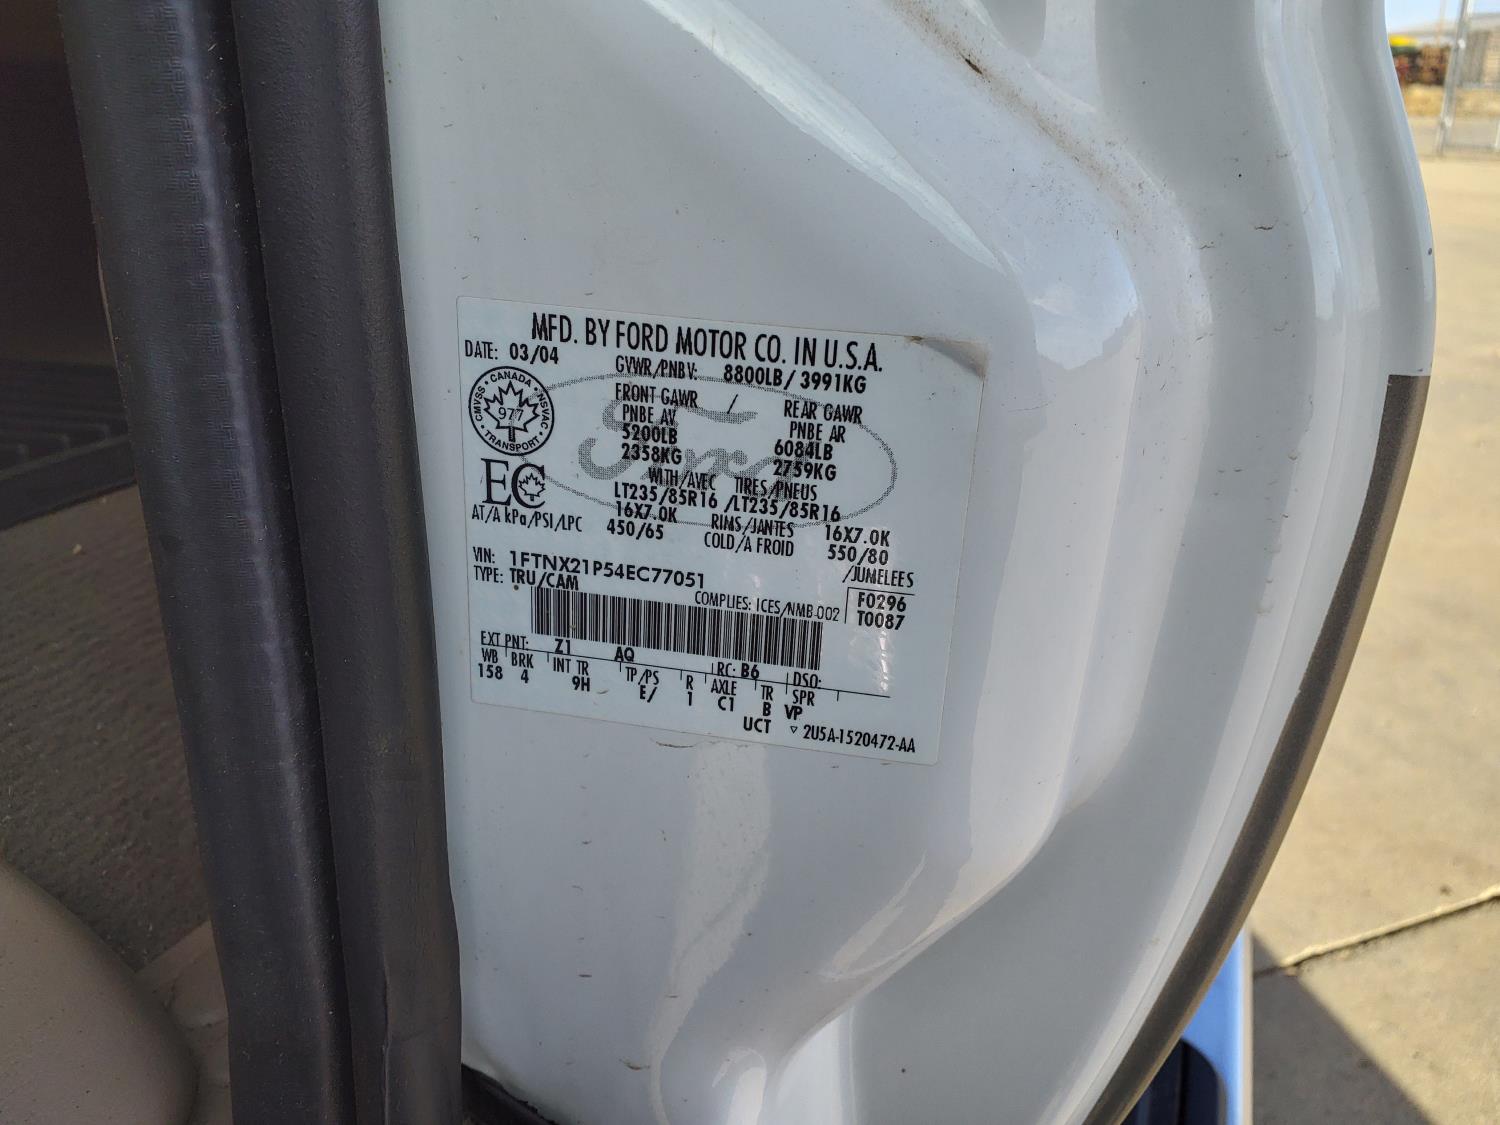 MFD. BY FORD MOTOR CO. IN U.S.A.
DATE: 03/04
GVWR/PNBV: 8800LB/3991KG
FRONT GAWR / REAR GAWR
PNBE AV PNBE AR
5200LB 6084LB
2358KG 2759KG
WITH/AVEC TIRES/PNEUS
LT235/85R16 /LT235/85R16
16X7.0K RIMS/JANTES 16X7.0K
AT/A kPa/PSI/LPC 450/65 COLD/A FROID 550/80
CMVSS · CANADA · NSVAC · TRANSPORT
977
EC
Ford
VIN: 1FTNX21P54EC77051 /JUMELEES
TYPE: TRU/CAM
COMPLIES: ICES/NMB-002
F0296
T0087
EXT PNT: Z1 AQ RC: B6 DSO:
WB BRK INT TR TP/PS R AXLE TR SPR
158 4 9H E/ 1 C1 B VP
UCT ▽ 2U5A-1520472-AA